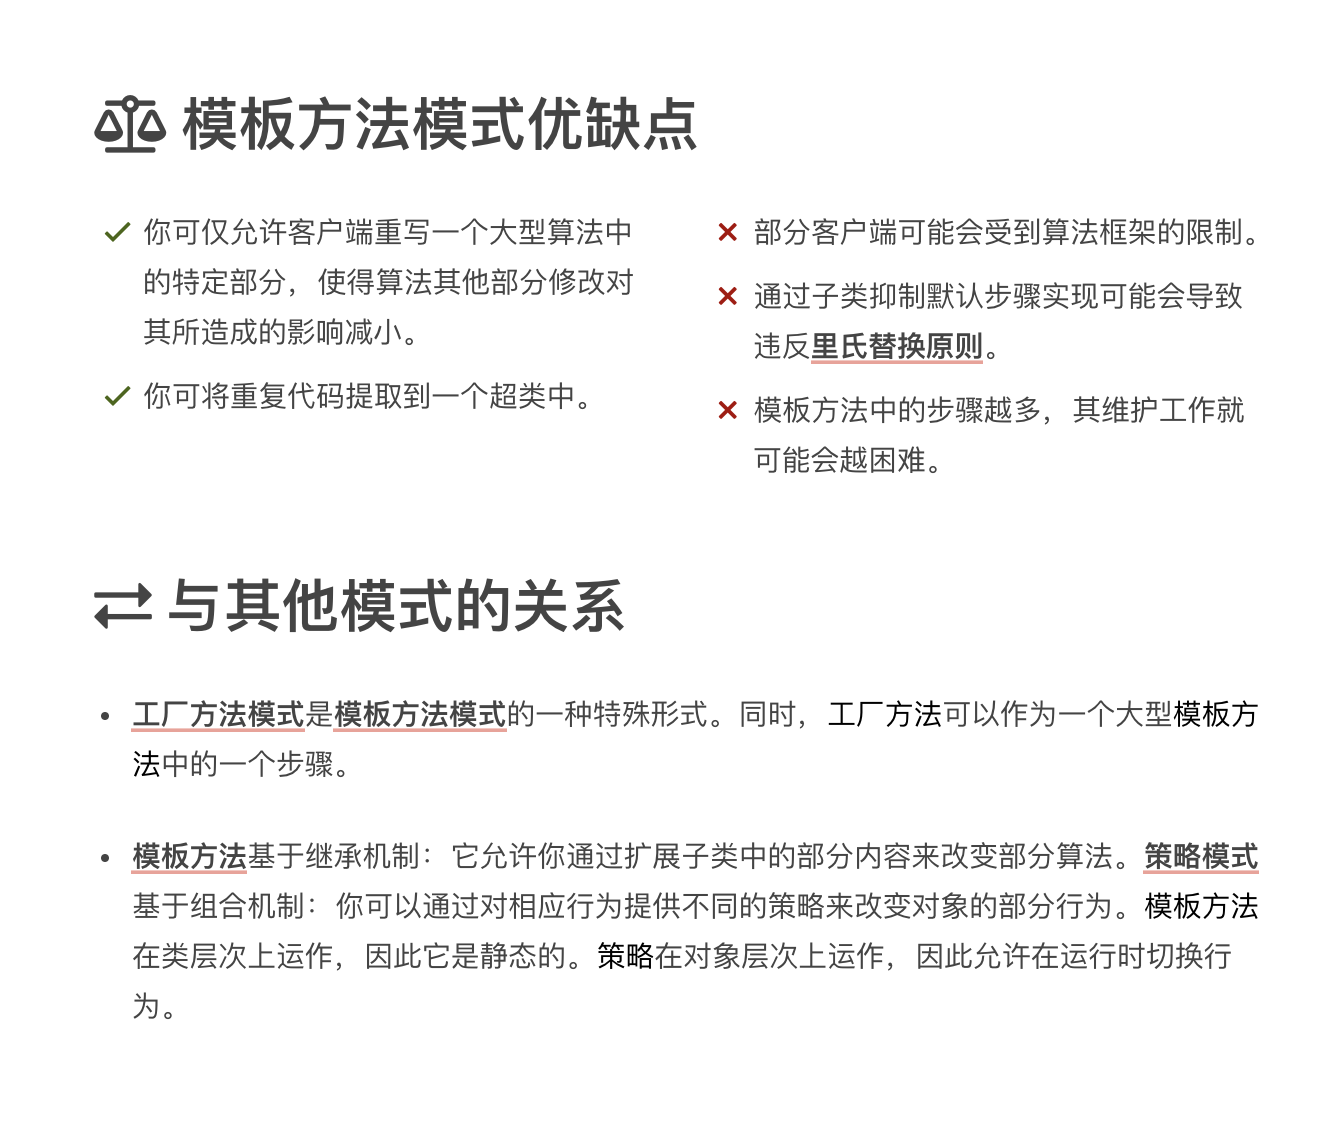 模板方法模式优缺点
你可仅允许客户端重写一个大型算法中
的特定部分，使得算法其他部分修改对
其所造成的影响减小。
你可将重复代码提取到一个超类中。
部分客户端可能会受到算法框架的限制。
通过子类抑制默认步骤实现可能会导致
违反里氏替换原则。
模板方法中的步骤越多，其维护工作就
可能会越困难。
与其他模式的关系
工厂方法模式是模板方法模式的一种特殊形式。同时，工厂方法可以作为一个大型模板方
法中的一个步骤。
模板方法基于继承机制：它允许你通过扩展子类中的部分内容来改变部分算法。策略模式
基于组合机制：你可以通过对相应行为提供不同的策略来改变对象的部分行为。模板方法
在类层次上运作，因此它是静态的。策略在对象层次上运作，因此允许在运行时切换行
为。